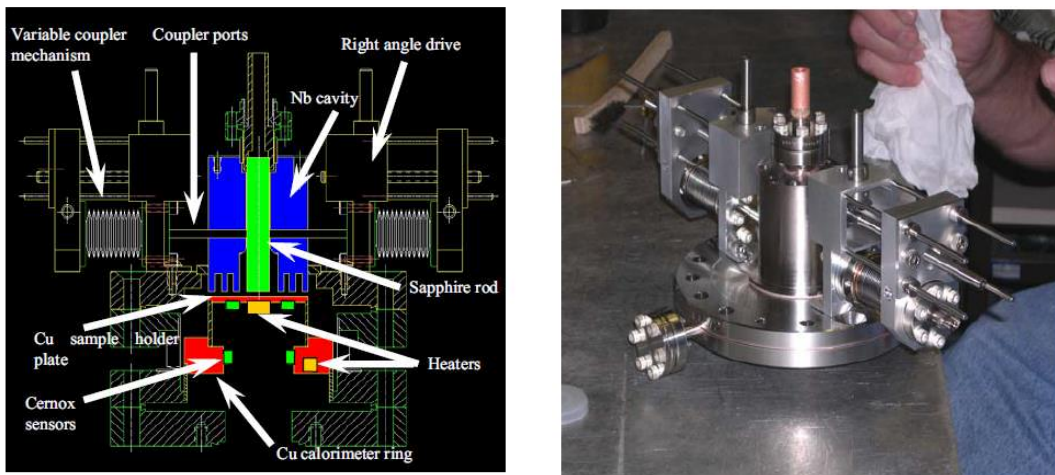 Variable coupler
mechanism
Coupler ports
Right angle drive
Nb cavity
Sapphire rod
Cu sample holder
plate
Heaters
Cernox
sensors
Cu calorimeter ring